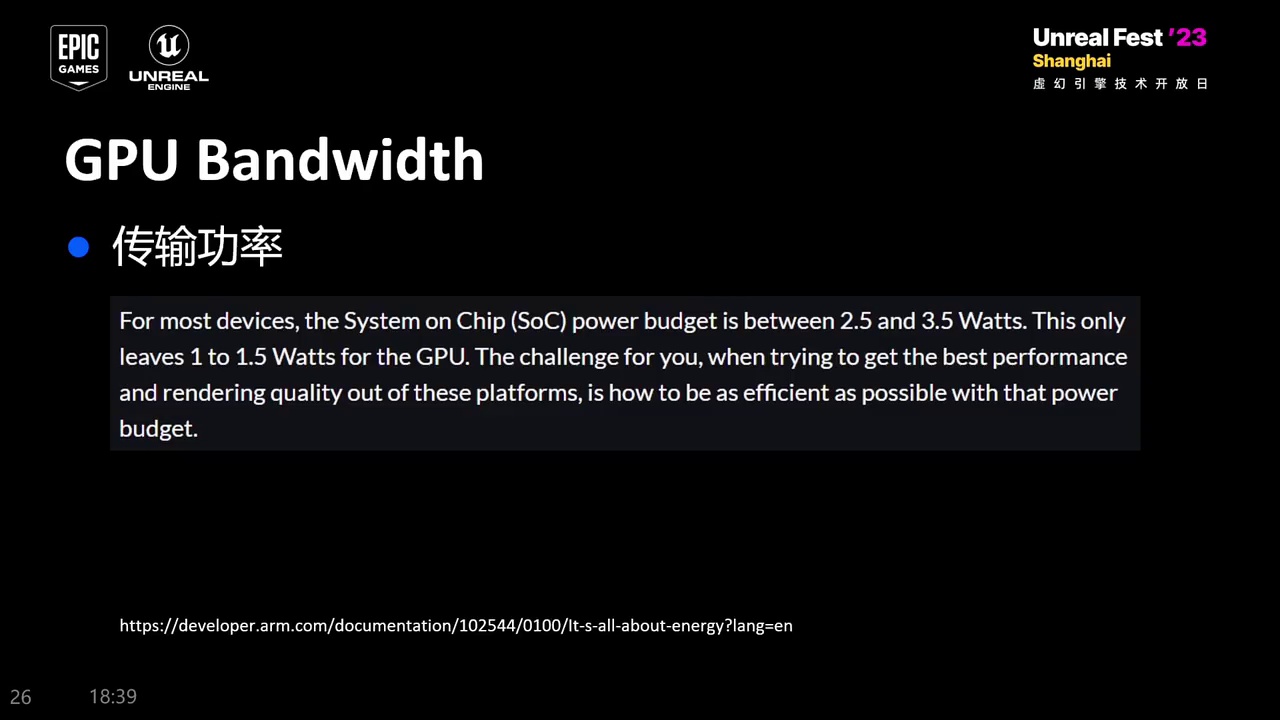 EPIC
GAMES
UNREAL
ENGINE
Unreal Fest '23
Shanghai
虚幻引擎技术开放日
GPU Bandwidth
传输功率
For most devices, the System on Chip (SoC) power budget is between 2.5 and 3.5 Watts. This only
leaves 1 to 1.5 Watts for the GPU. The challenge for you, when trying to get the best performance
and rendering quality out of these platforms, is how to be as efficient as possible with that power
budget.
https://developer.arm.com/documentation/102544/0100/It-s-all-about-energy?lang=en
26 18:39